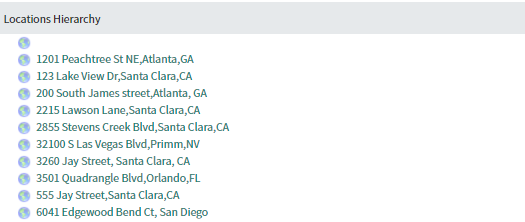 Locations Hierarchy
1201 Peachtree St NE,Atlanta,GA
123 Lake View Dr,Santa Clara,CA
200 South James street,Atlanta, GA
2215 Lawson Lane,Santa Clara,CA
2855 Stevens Creek Blvd,Santa Clara,CA
32100 S Las Vegas Blvd,Primm,NV
3260 Jay Street, Santa Clara, CA
3501 Quadrangle Blvd,Orlando,FL
555 Jay Street,Santa Clara,CA
6041 Edgewood Bend Ct, San Diego